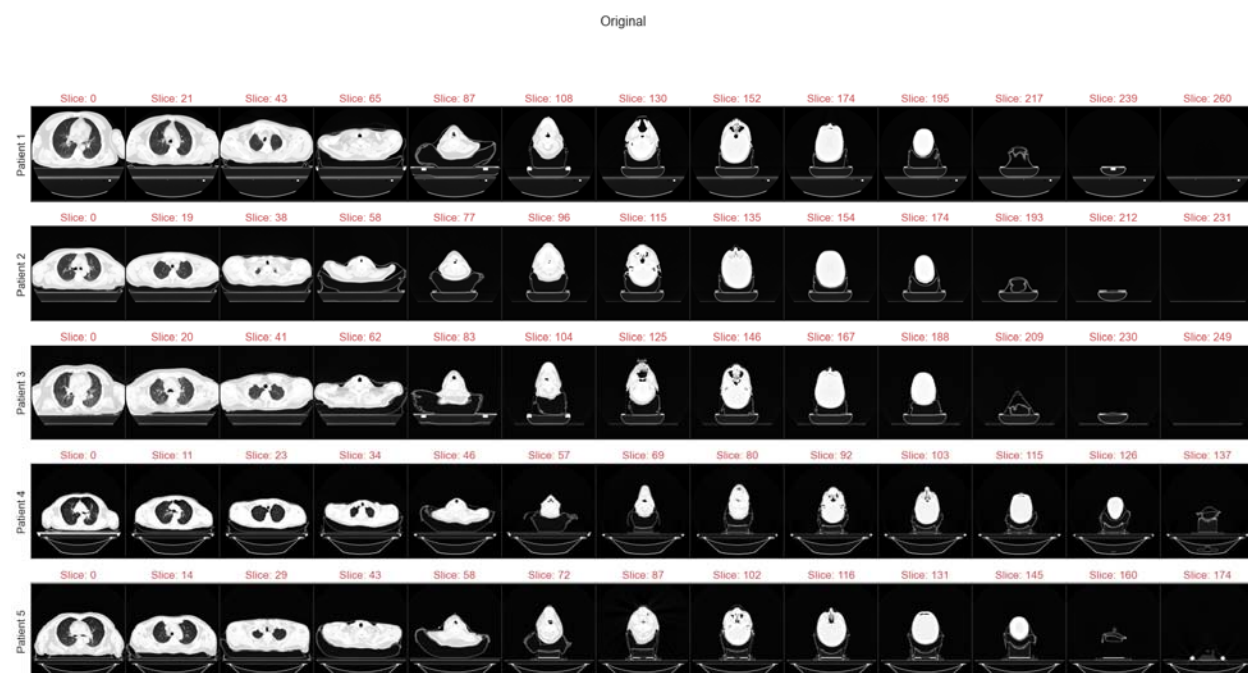 Original
Slice: 0 Slice: 21 Slice: 43 Slice: 65 Slice: 87 Slice: 108 Slice: 130 Slice: 152 Slice: 174 Slice: 195 Slice: 217 Slice: 239 Slice: 260
Patient 1
Slice: 0 Slice: 19 Slice: 38 Slice: 58 Slice: 77 Slice: 96 Slice: 115 Slice: 135 Slice: 154 Slice: 174 Slice: 193 Slice: 212 Slice: 231
Patient 2
Slice: 0 Slice: 20 Slice: 41 Slice: 62 Slice: 83 Slice: 104 Slice: 125 Slice: 146 Slice: 167 Slice: 188 Slice: 209 Slice: 230 Slice: 249
Patient 3
Slice: 0 Slice: 11 Slice: 23 Slice: 34 Slice: 46 Slice: 57 Slice: 69 Slice: 80 Slice: 92 Slice: 103 Slice: 115 Slice: 126 Slice: 137
Patient 4
Slice: 0 Slice: 14 Slice: 29 Slice: 43 Slice: 58 Slice: 72 Slice: 87 Slice: 102 Slice: 116 Slice: 131 Slice: 145 Slice: 160 Slice: 174
Patient 5